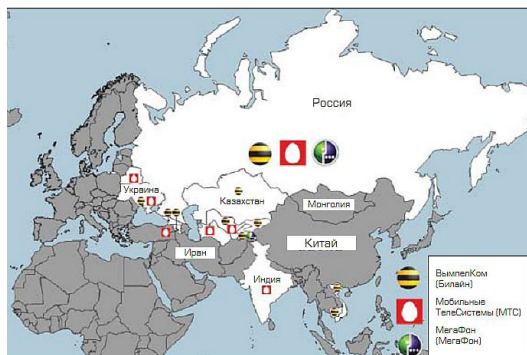 Россия
Украина
Казахстан
Монголия
Китай
Иран
Индия
ВымпелКом
(Билайн)
Мобильные
ТелеСистемы (МТС)
МегаФон
(МегаФон)